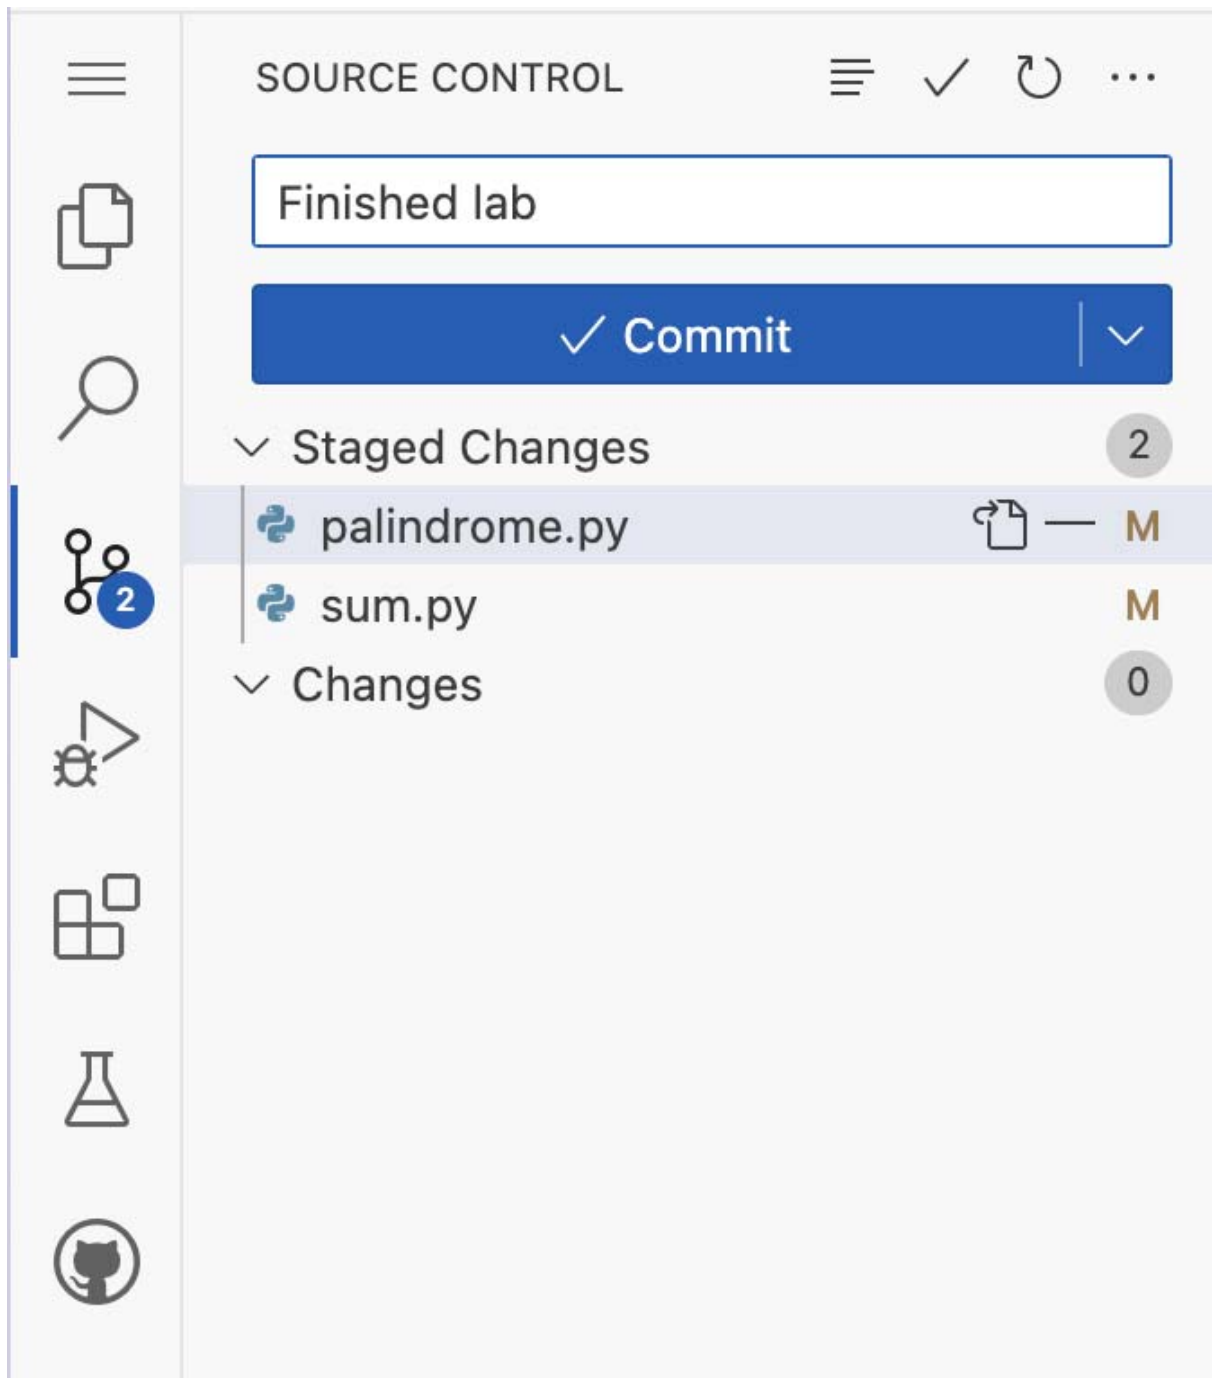 SOURCE CONTROL
Finished lab
Commit
Staged Changes 2
palindrome.py M
2
sum.py M
Changes 0